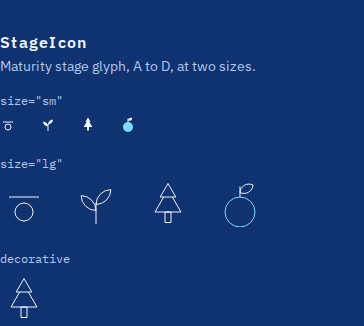 StageIcon
Maturity stage glyph, A to D, at two sizes.
size="sm"
size="lg"
decorative